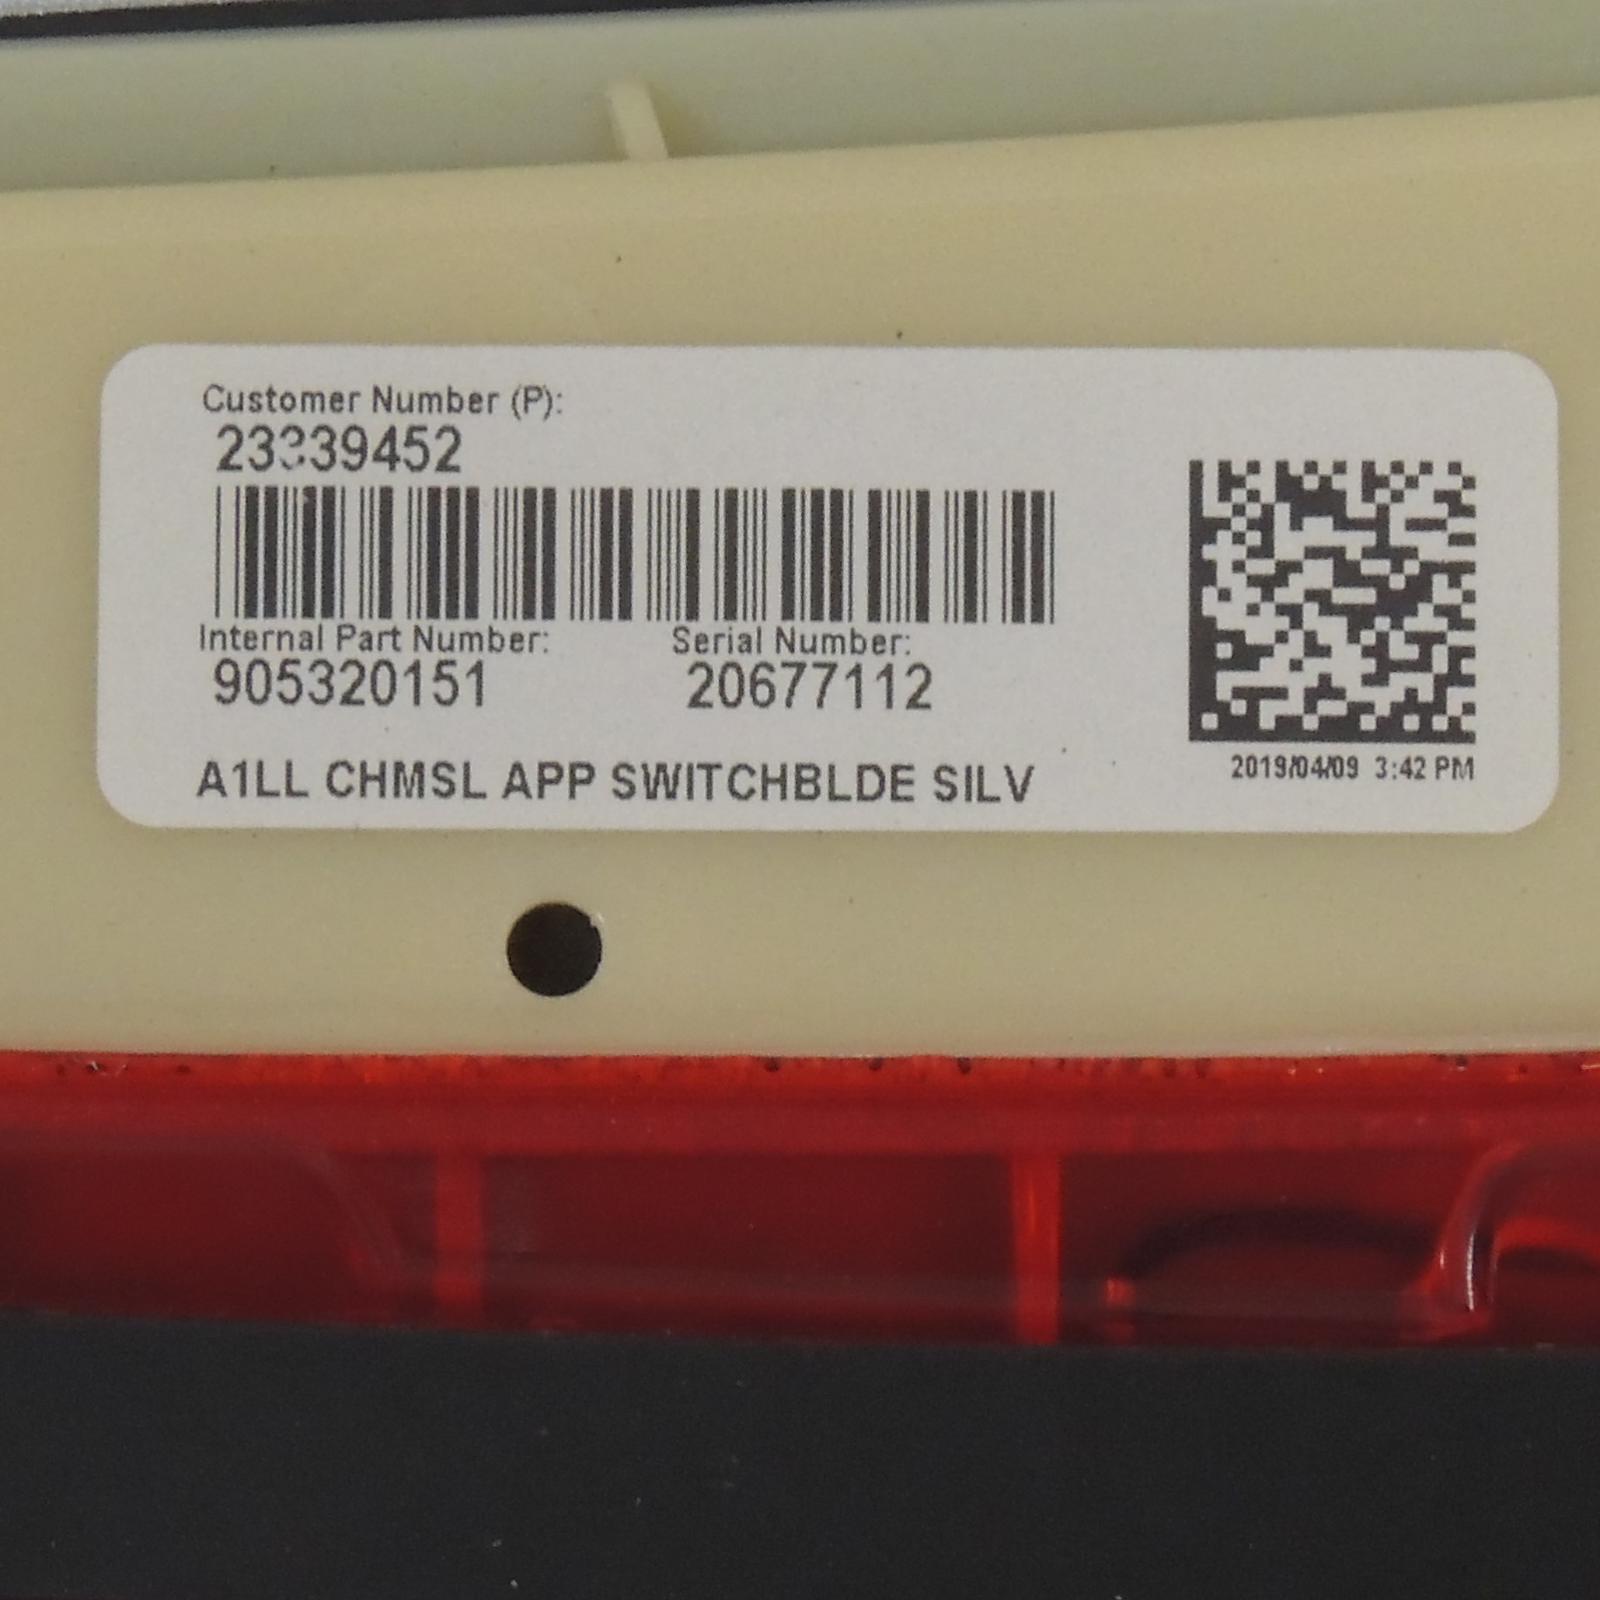 Customer Number (P):
23339452
Internal Part Number:
Serial Number:
905320151
20677112
A1LL CHMSL APP SWITCHBLDE SILV
2019/04/09 3:42 PM